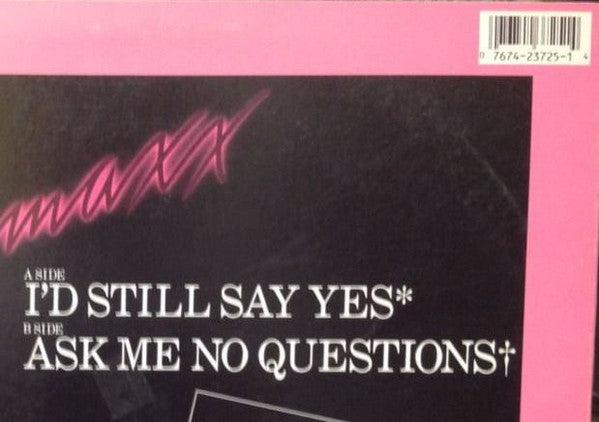 0 7674-23725-1 4
maxx
A SIDE
I'D STILL SAY YES*
B SIDE
ASK ME NO QUESTIONS†